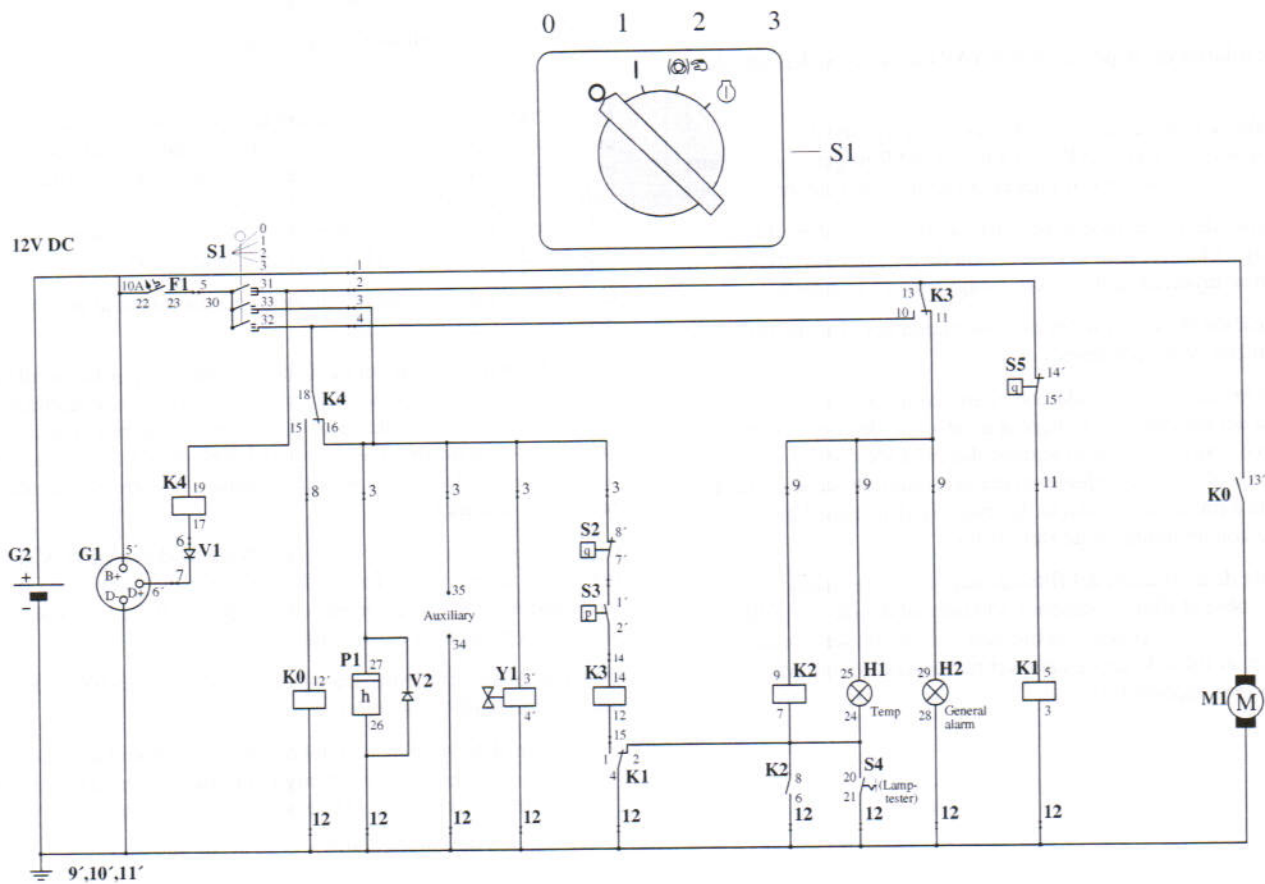 0 1 2 3
S1
12V DC
S1
0
1
2
3
10A F1 5
22 23 30
31
33
32
1
2
3
4
13 K3
10 11
S5 14´
q 15´
18 K4
15 16
K4 19
17
6
V1
7
8 3 3 3 3 9 9 9 11
K0 13´
G2
+
-
G1 5´
B+
D- D+ 6´
S2 8´
q 7´
S3 1´
p 2´
14
35
Auxiliary
34
K0 12´
P1 27
h
26
V2
Y1 3´
4´
K3 14
12
15
1 2
4 K1
9 K2
7
25 H1
24 Temp
29 H2
28 General
alarm
K1 5
3
M1 M
K2 8
6
S4
20
21
(Lamp-
tester)
12 12 12 12 12 12 12 12 12
9´,10´,11´